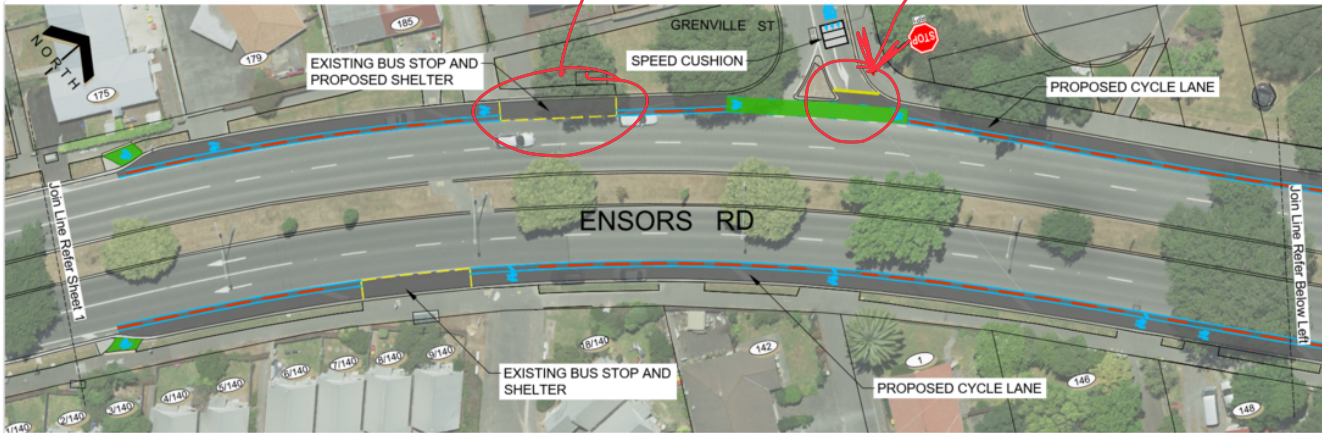 NORTH
175
179
185
GRENVILLE ST
STOP
EXISTING BUS STOP AND
PROPOSED SHELTER
SPEED CUSHION
PROPOSED CYCLE LANE
Join Line Refer Sheet 1
ENSORS RD
Join Line Refer Below Left
EXISTING BUS STOP AND
SHELTER
PROPOSED CYCLE LANE
1/140
2/140
3/140
4/140
5/140
6/140
7/140
8/140
9/140
18/140
142
1
146
148